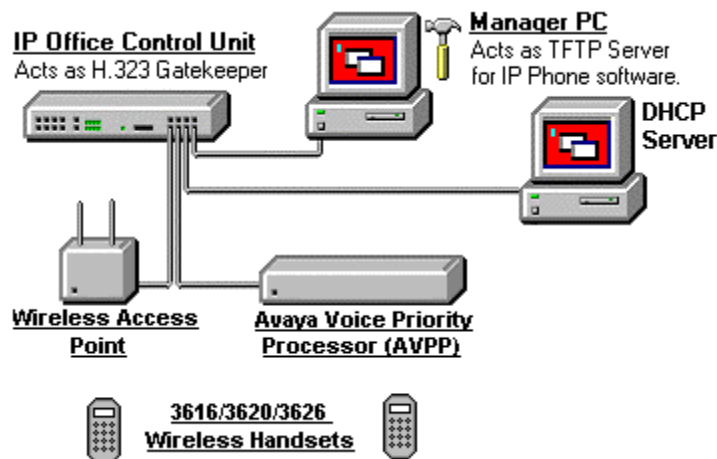 IP Office Control Unit
Acts as H.323 Gatekeeper
Manager PC
Acts as TFTP Server
for IP Phone software.
DHCP
Server
Wireless Access
Point
Avaya Voice Priority
Processor (AVPP)
3616/3620/3626
Wireless Handsets